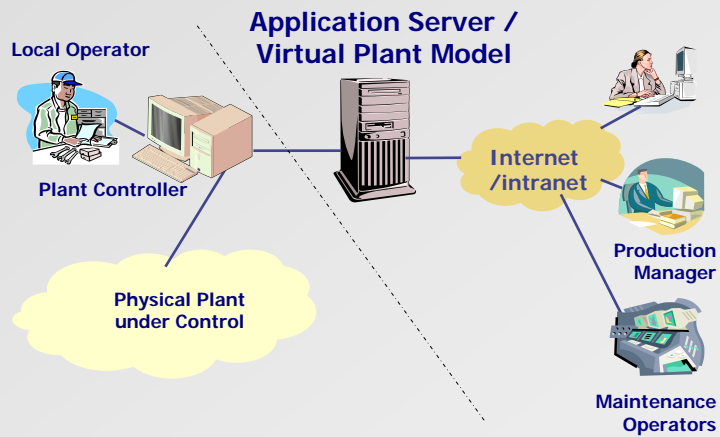 Application Server /
Virtual Plant Model
Local Operator
Plant Controller
Internet
/intranet
Production
Manager
Physical Plant
under Control
Maintenance
Operators